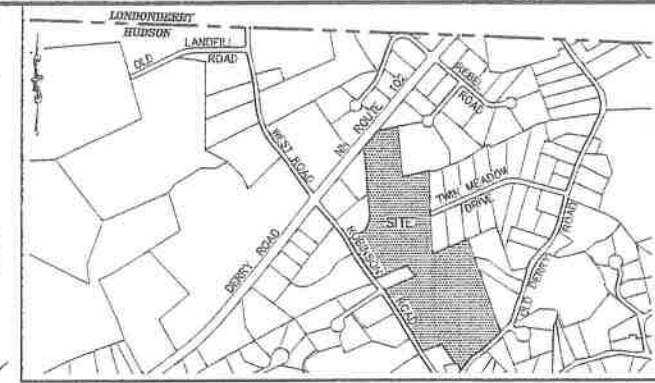 LONDONDERRY
HUDSON
OLD LANDFILL ROAD
WEST ROAD
NH ROUTE 102
REBEL ROAD
TWIN MEADOW DRIVE
SITE
DERRY ROAD
ROBINSON ROAD
OLD DERRY ROAD